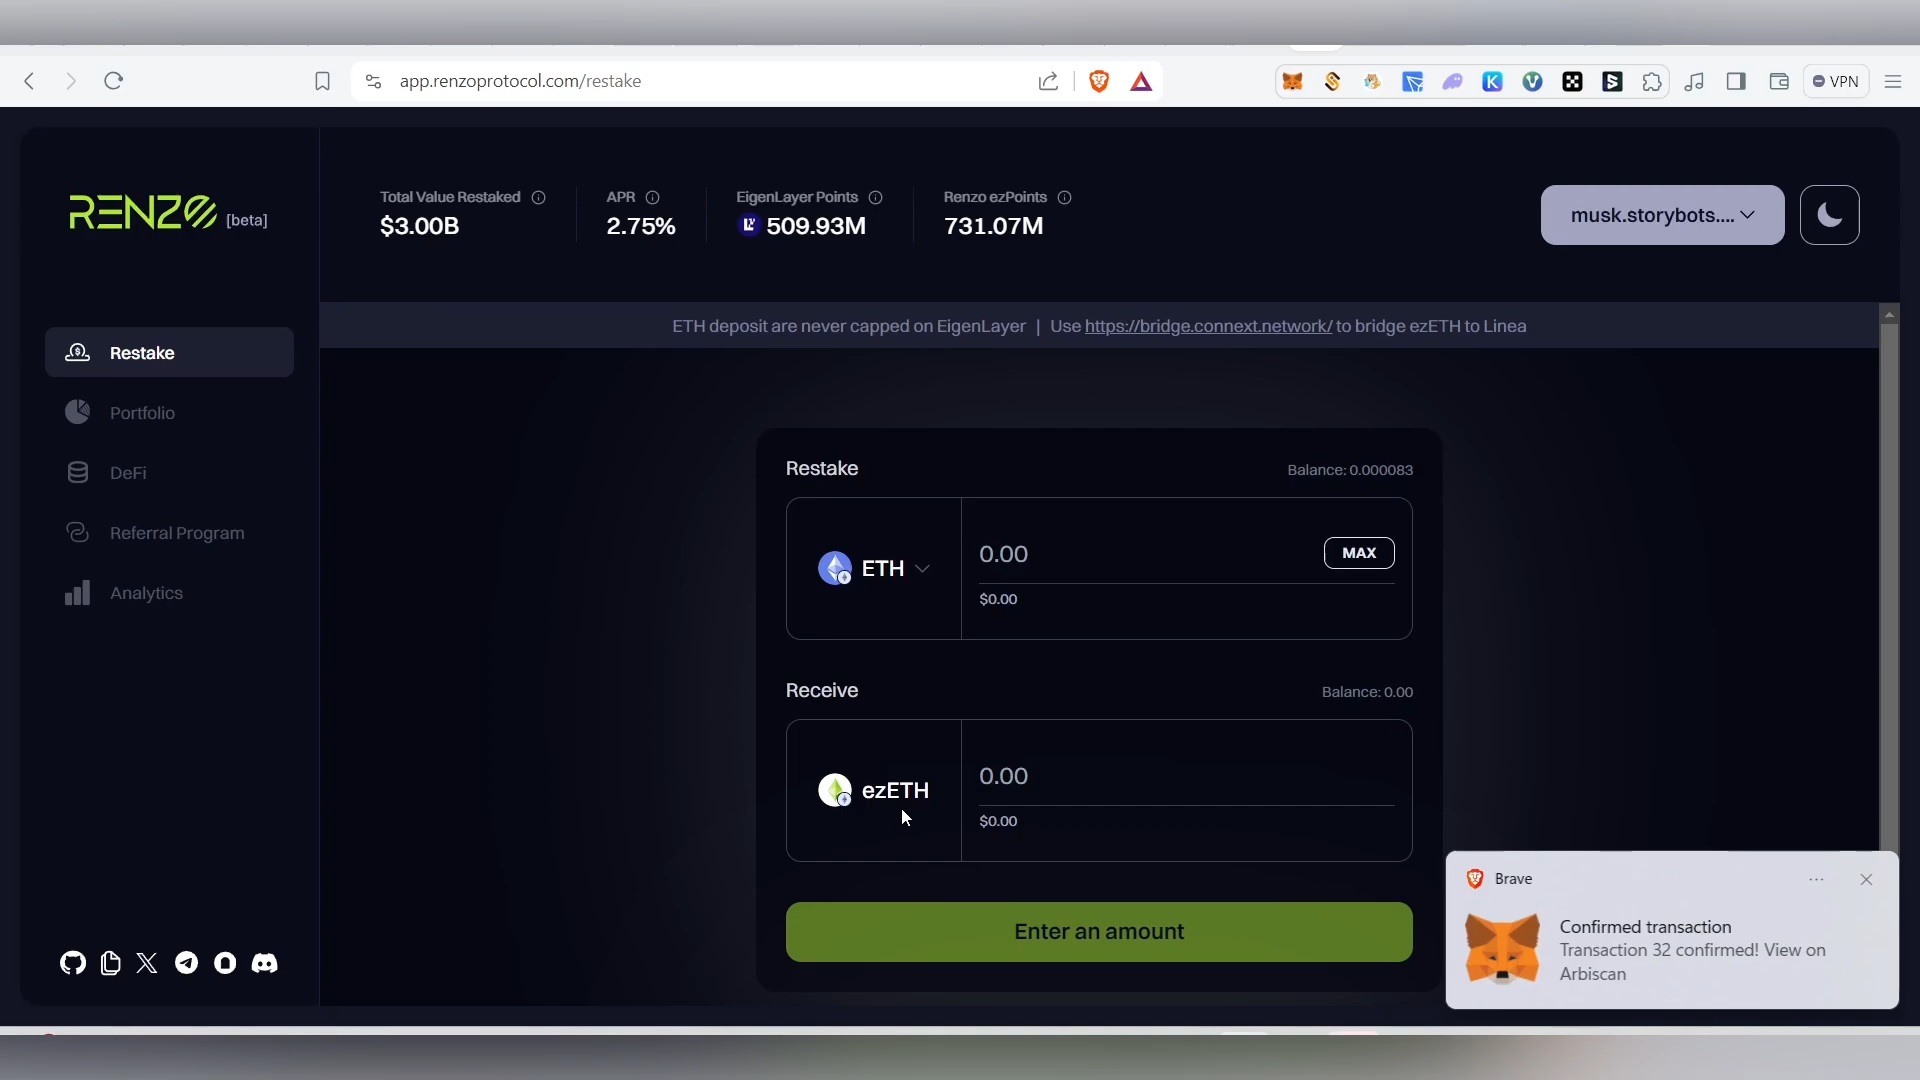 app.renzoprotocol.com/restake
VPN
RENZO [beta]
Total Value Restaked
$3.00B
APR
2.75%
EigenLayer Points
509.93M
Renzo ezPoints
731.07M
musk.storybots....
ETH deposit are never capped on EigenLayer | Use https://bridge.connext.network/ to bridge ezETH to Linea
Restake
Portfolio
DeFi
Referral Program
Analytics
Restake
Balance: 0.000083
ETH
0.00
MAX
$0.00
Receive
Balance: 0.00
ezETH
0.00
$0.00
Enter an amount
Brave
Confirmed transaction
Transaction 32 confirmed! View on
Arbiscan